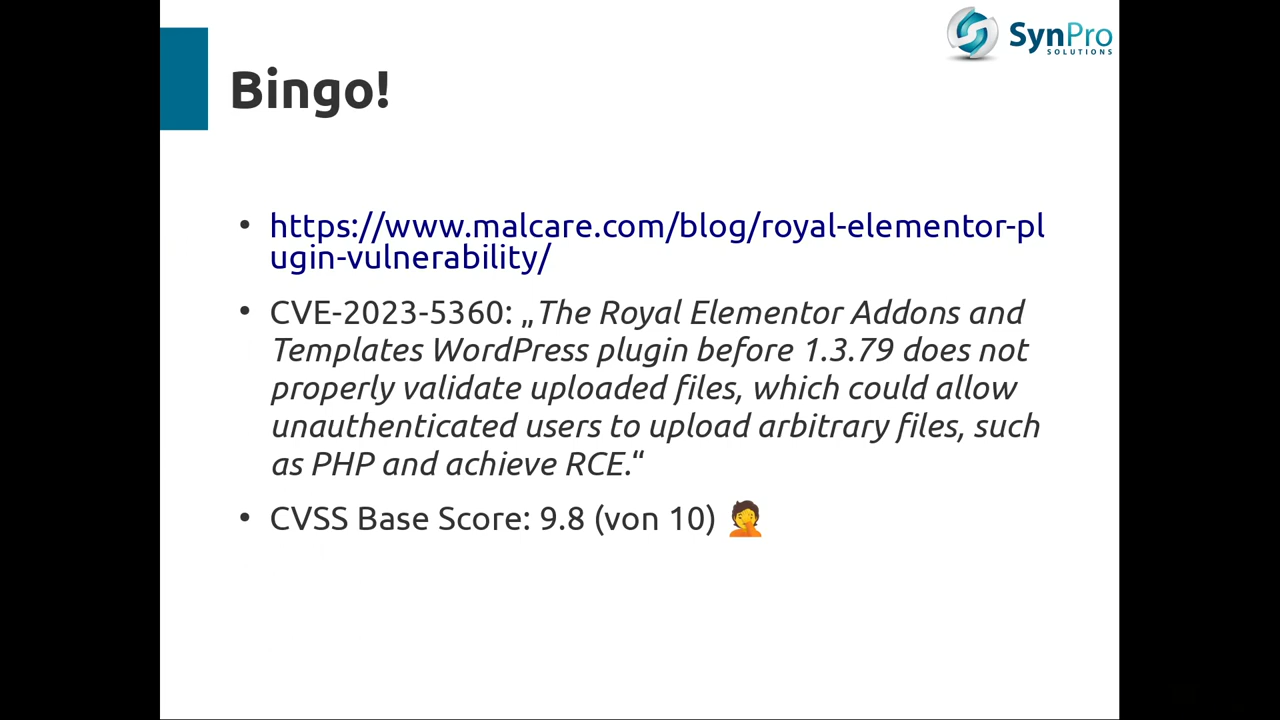 SynPro
SOLUTIONS
Bingo!
• https://www.malcare.com/blog/royal-elementor-pl
ugin-vulnerability/
• CVE-2023-5360: „The Royal Elementor Addons and
Templates WordPress plugin before 1.3.79 does not
properly validate uploaded files, which could allow
unauthenticated users to upload arbitrary files, such
as PHP and achieve RCE.“
• CVSS Base Score: 9.8 (von 10) 🤦